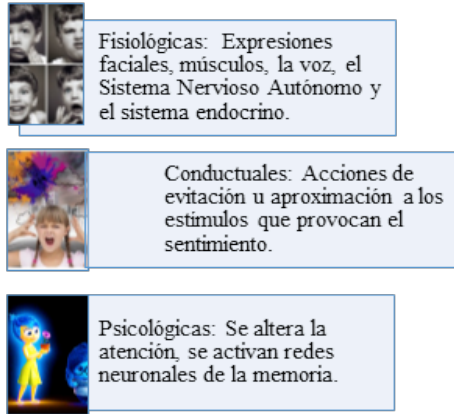 Fisiológicas: Expresiones
faciales, músculos, la voz, el
Sistema Nervioso Autónomo y
el sistema endocrino.
Conductuales: Acciones de
evitación u aproximación a los
estímulos que provocan el
sentimiento.
Psicológicas: Se altera la
atención, se activan redes
neuronales de la memoria.